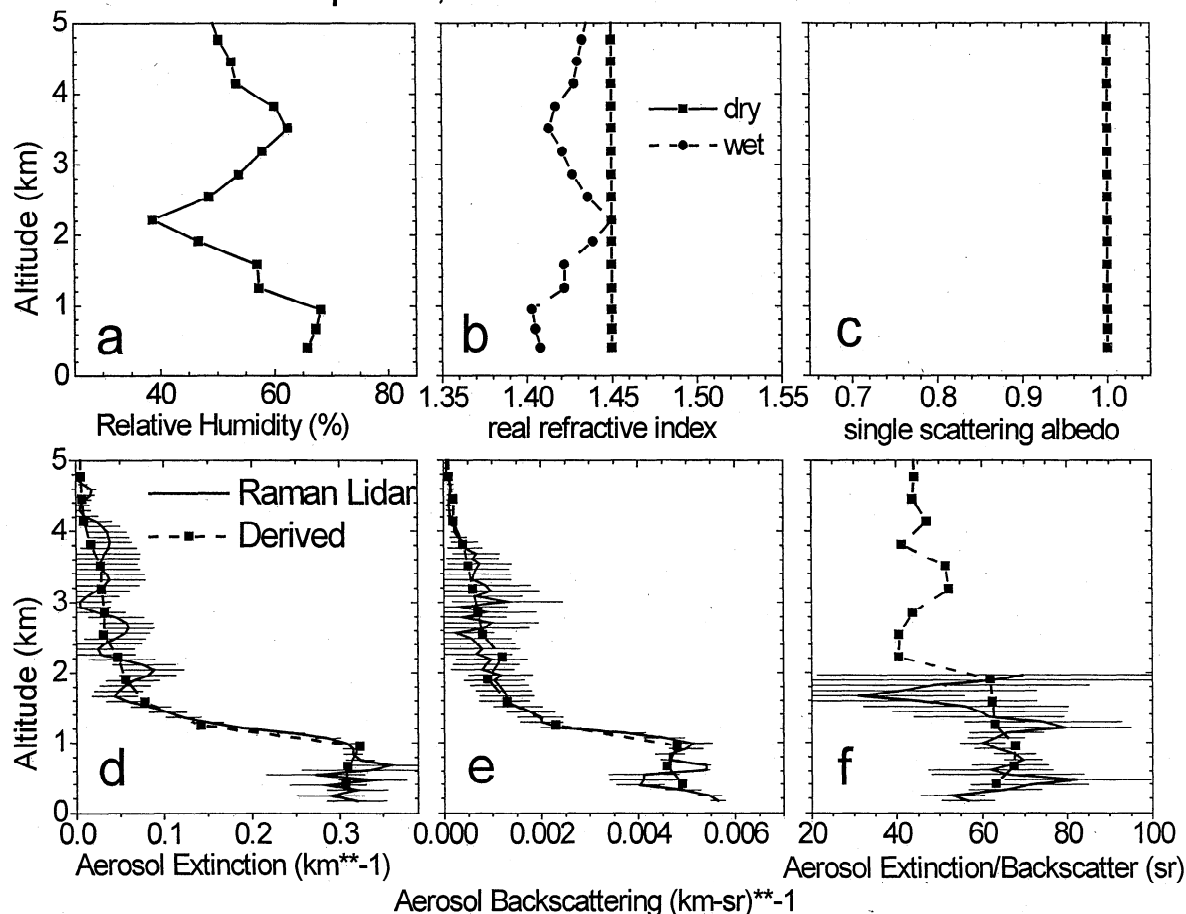 5
4
3
2
1
0
Altitude (km)
a
40 60 80
Relative Humidity (%)
b
dry
wet
1.35 1.40 1.45 1.50 1.55
real refractive index
c
0.7 0.8 0.9 1.0
single scattering albedo
5
4
3
2
1
0
Altitude (km)
Raman Lidar
Derived
d
0.0 0.1 0.2 0.3
Aerosol Extinction (km**-1)
e
0.000 0.002 0.004 0.006
Aerosol Backscattering (km-sr)**-1
f
20 40 60 80 100
Aerosol Extinction/Backscatter (sr)